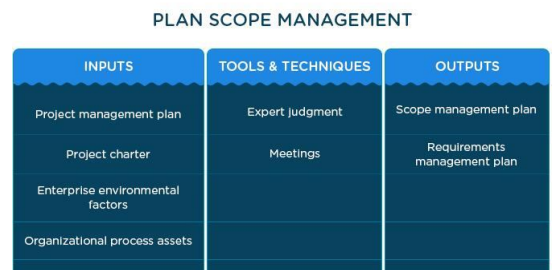 PLAN SCOPE MANAGEMENT
INPUTS
TOOLS & TECHNIQUES
OUTPUTS
Project management plan
Expert judgment
Scope management plan
Project charter
Meetings
Requirements
management plan
Enterprise environmental
factors
Organizational process assets